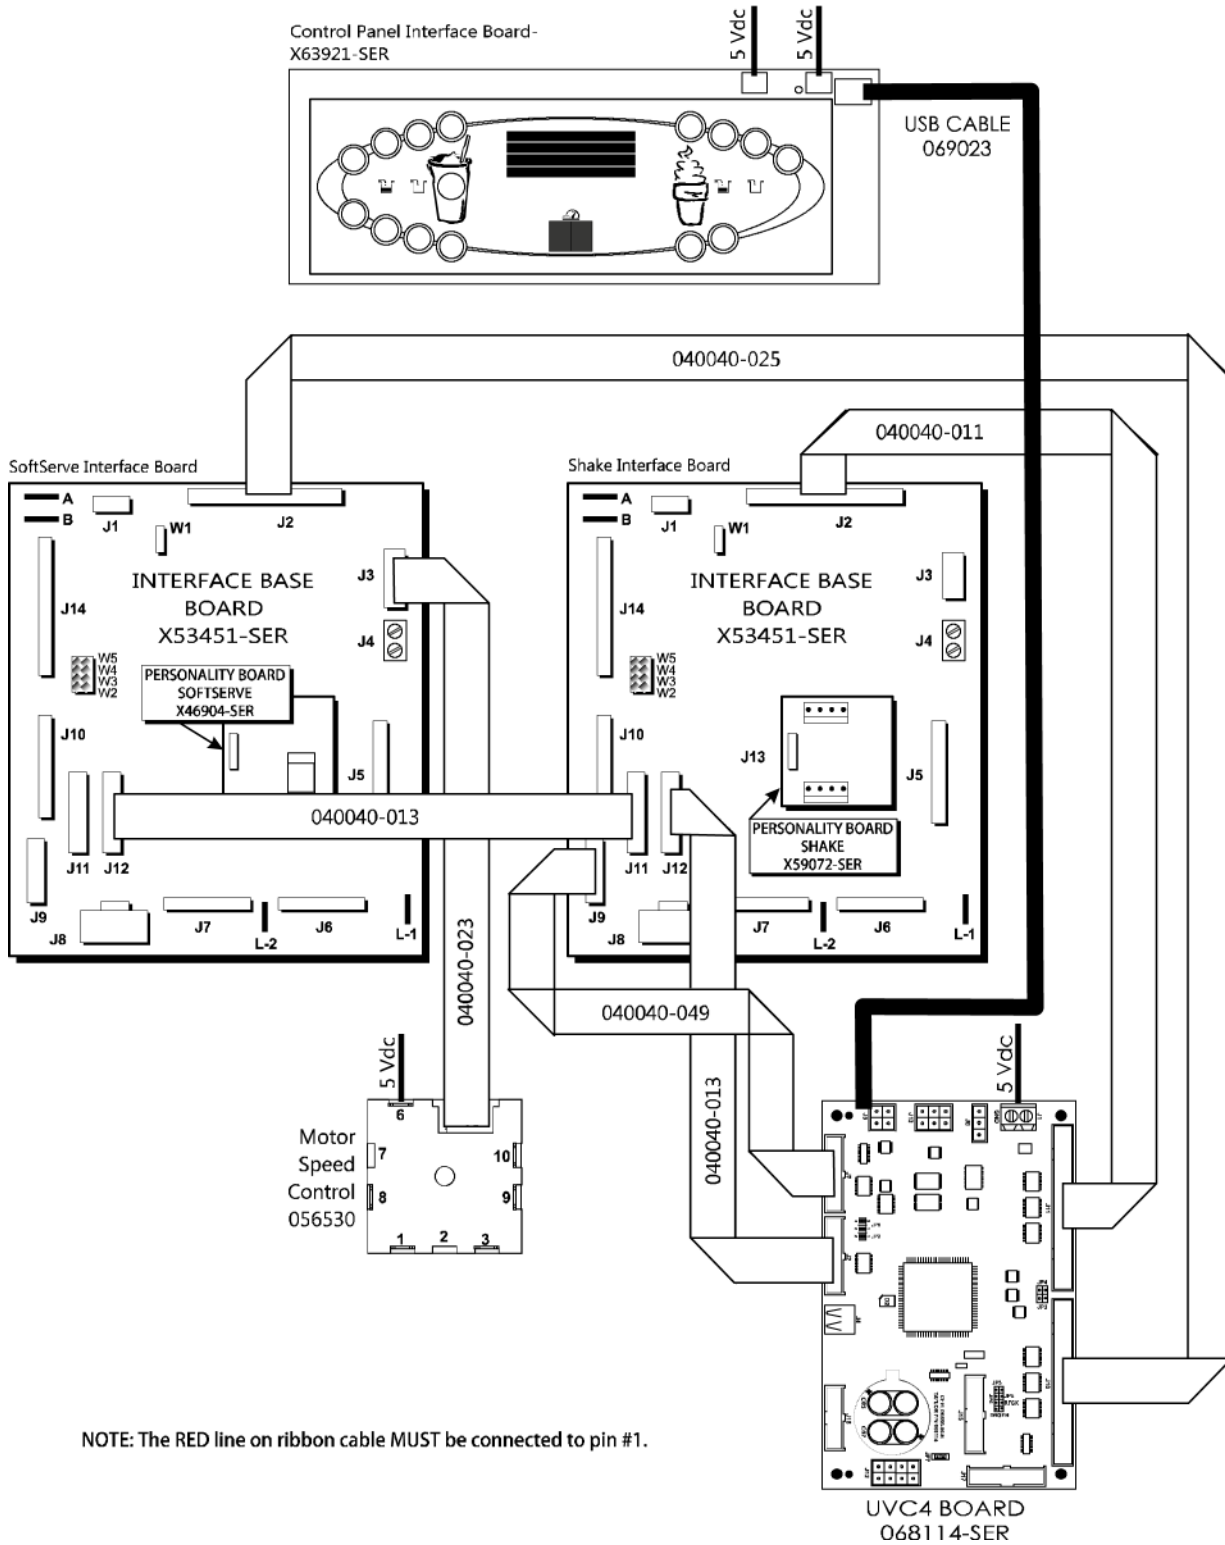 Control Panel Interface Board-
X63921-SER
5 Vdc
5 Vdc
USB CABLE
069023
040040-025
040040-011
SoftServe Interface Board
A
B
J1
W1
J2
J3
INTERFACE BASE
BOARD
X53451-SER
J14
J4
W5
W4
W3
W2
PERSONALITY BOARD
SOFTSERVE
X46904-SER
J10
J5
J11
J12
J9
J8
J7
L-2
J6
L-1
Shake Interface Board
A
B
J1
W1
J2
J3
INTERFACE BASE
BOARD
X53451-SER
J14
J4
W5
W4
W3
W2
J10
J13
J5
PERSONALITY BOARD
SHAKE
X59072-SER
J11
J12
J9
J8
J7
L-2
J6
L-1
040040-013
040040-023
040040-049
040040-013
5 Vdc
6
7
10
8
9
1
2
3
Motor
Speed
Control
056530
5 Vdc
GND
NOTE: The RED line on ribbon cable MUST be connected to pin #1.
UVC4 BOARD
068114-SER